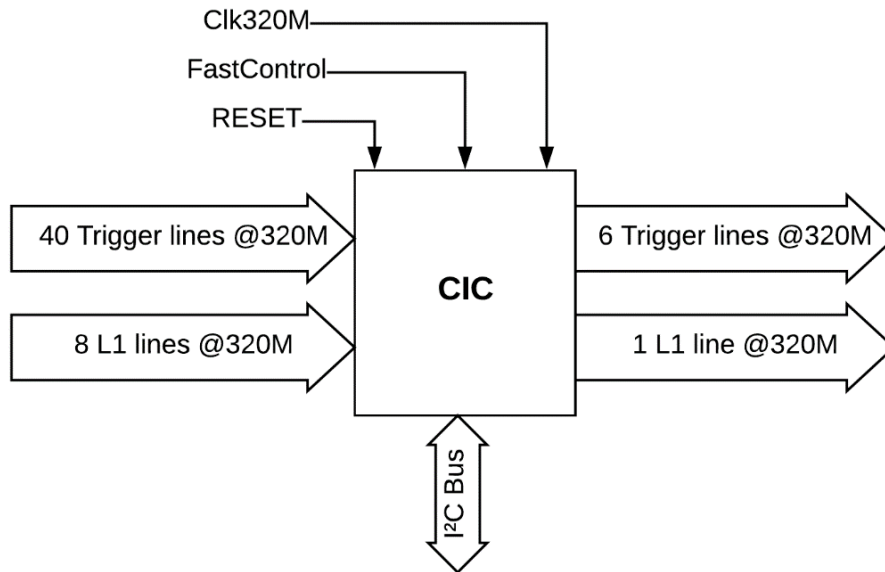 Clk320M
FastControl
RESET
40 Trigger lines @320M
6 Trigger lines @320M
CIC
8 L1 lines @320M
1 L1 line @320M
I²C Bus